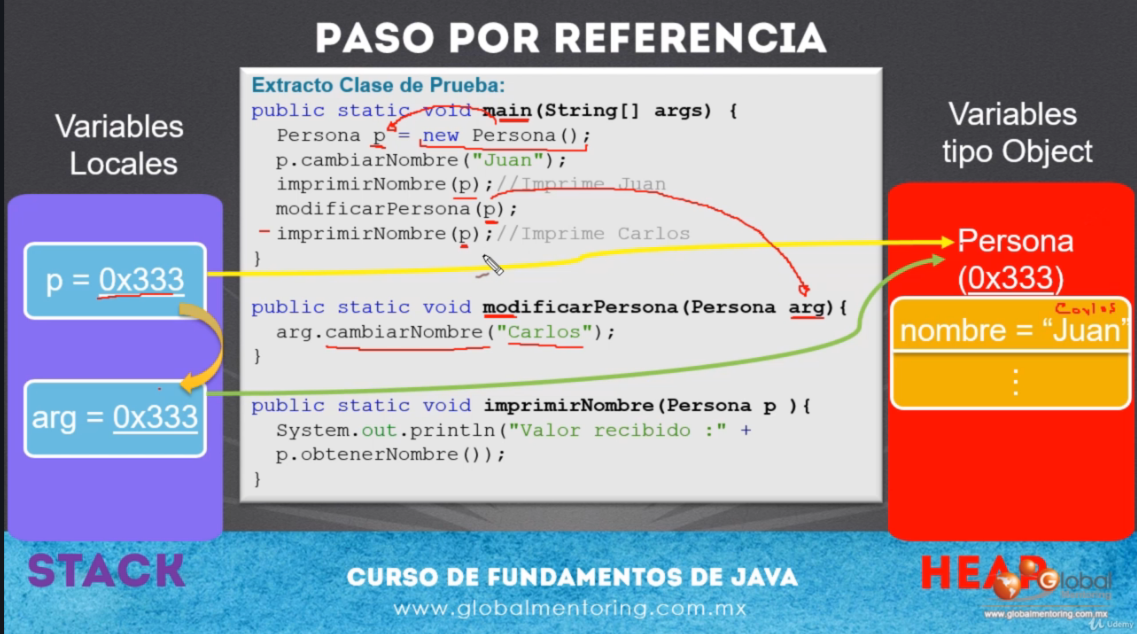 PASO POR REFERENCIA
Variables
Locales
p = 0x333
arg = 0x333
STACK
Extracto Clase de Prueba:
public static void main(String[] args) {
Persona p = new Persona();
p.cambiarNombre("Juan");
imprimirNombre(p);//Imprime Juan
modificarPersona(p);
imprimirNombre(p);//Imprime Carlos
}
public static void modificarPersona(Persona arg){
arg.cambiarNombre("Carlos");
}
public static void imprimirNombre(Persona p ){
System.out.println("Valor recibido :" +
p.obtenerNombre());
}
Variables
tipo Object
Persona
(0x333)
Carlos
nombre = “Juan”
⋮
HEAP
CURSO DE FUNDAMENTOS DE JAVA
www.globalmentoring.com.mx
Global
Mentoring
www.globalmentoring.com.mx
Udemy